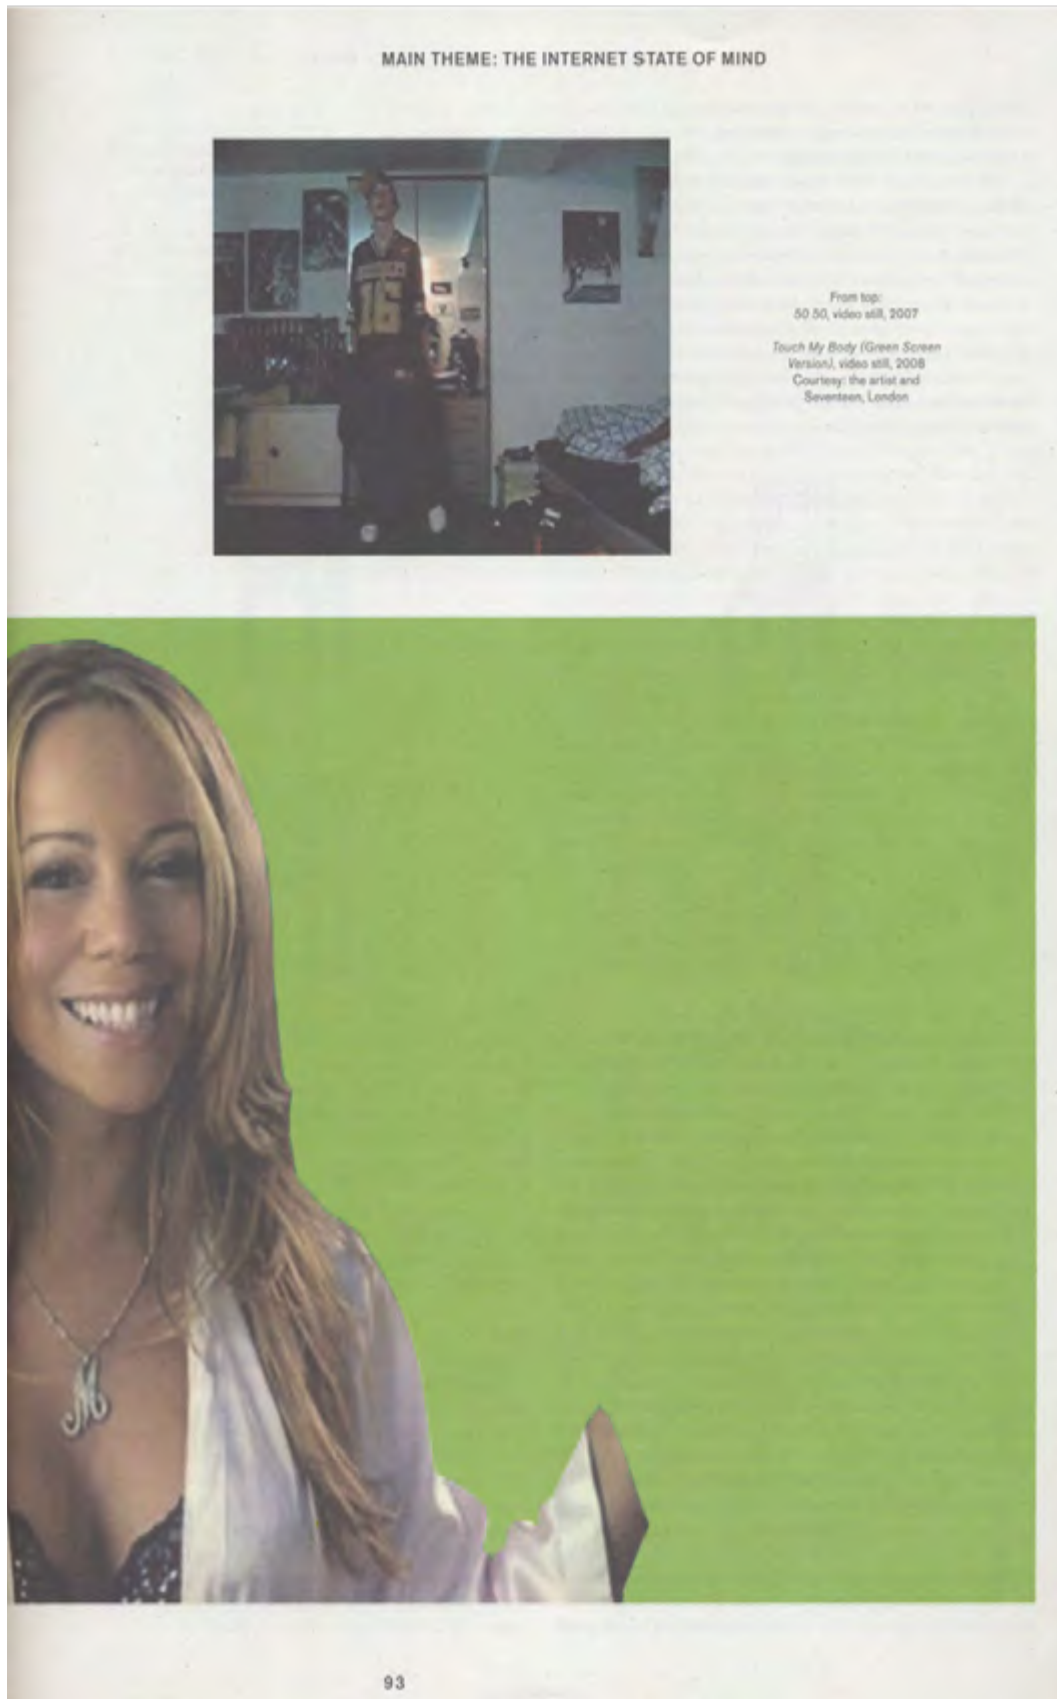 MAIN THEME: THE INTERNET STATE OF MIND
16
From top:
50 50, video still, 2007
Touch My Body (Green Screen
Version), video still, 2008
Courtesy: the artist and
Seventeen, London
M
93